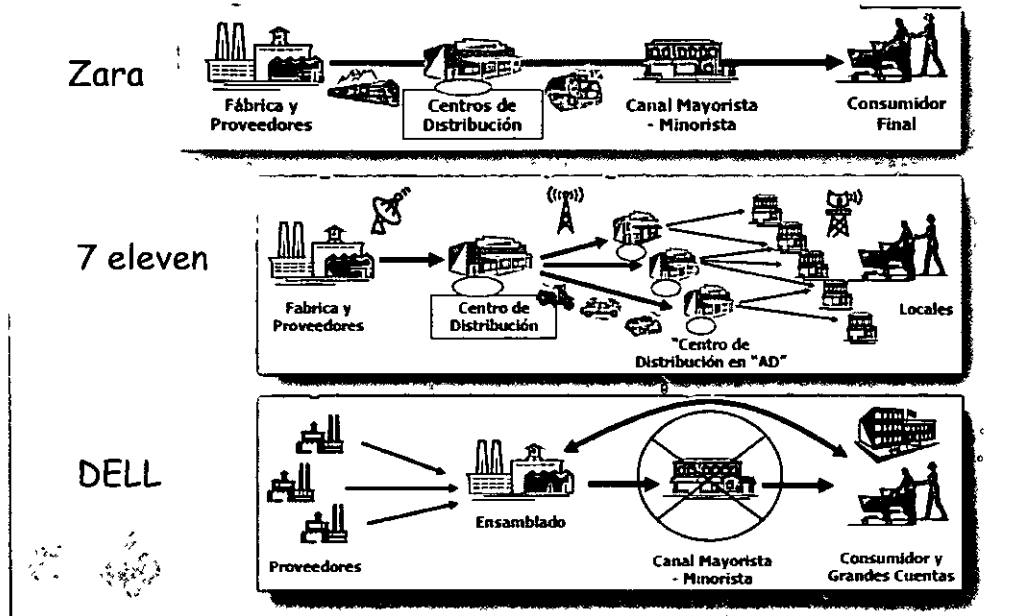 Zara
Fábrica y
Proveedores
Centros de
Distribución
Canal Mayorista
- Minorista
Consumidor
Final
7 eleven
Fabrica y
Proveedores
Centro de
Distribución
"Centro de
Distribución en "AD"
Locales
DELL
Proveedores
Ensamblado
Canal Mayorista
- Minorista
Consumidor y
Grandes Cuentas